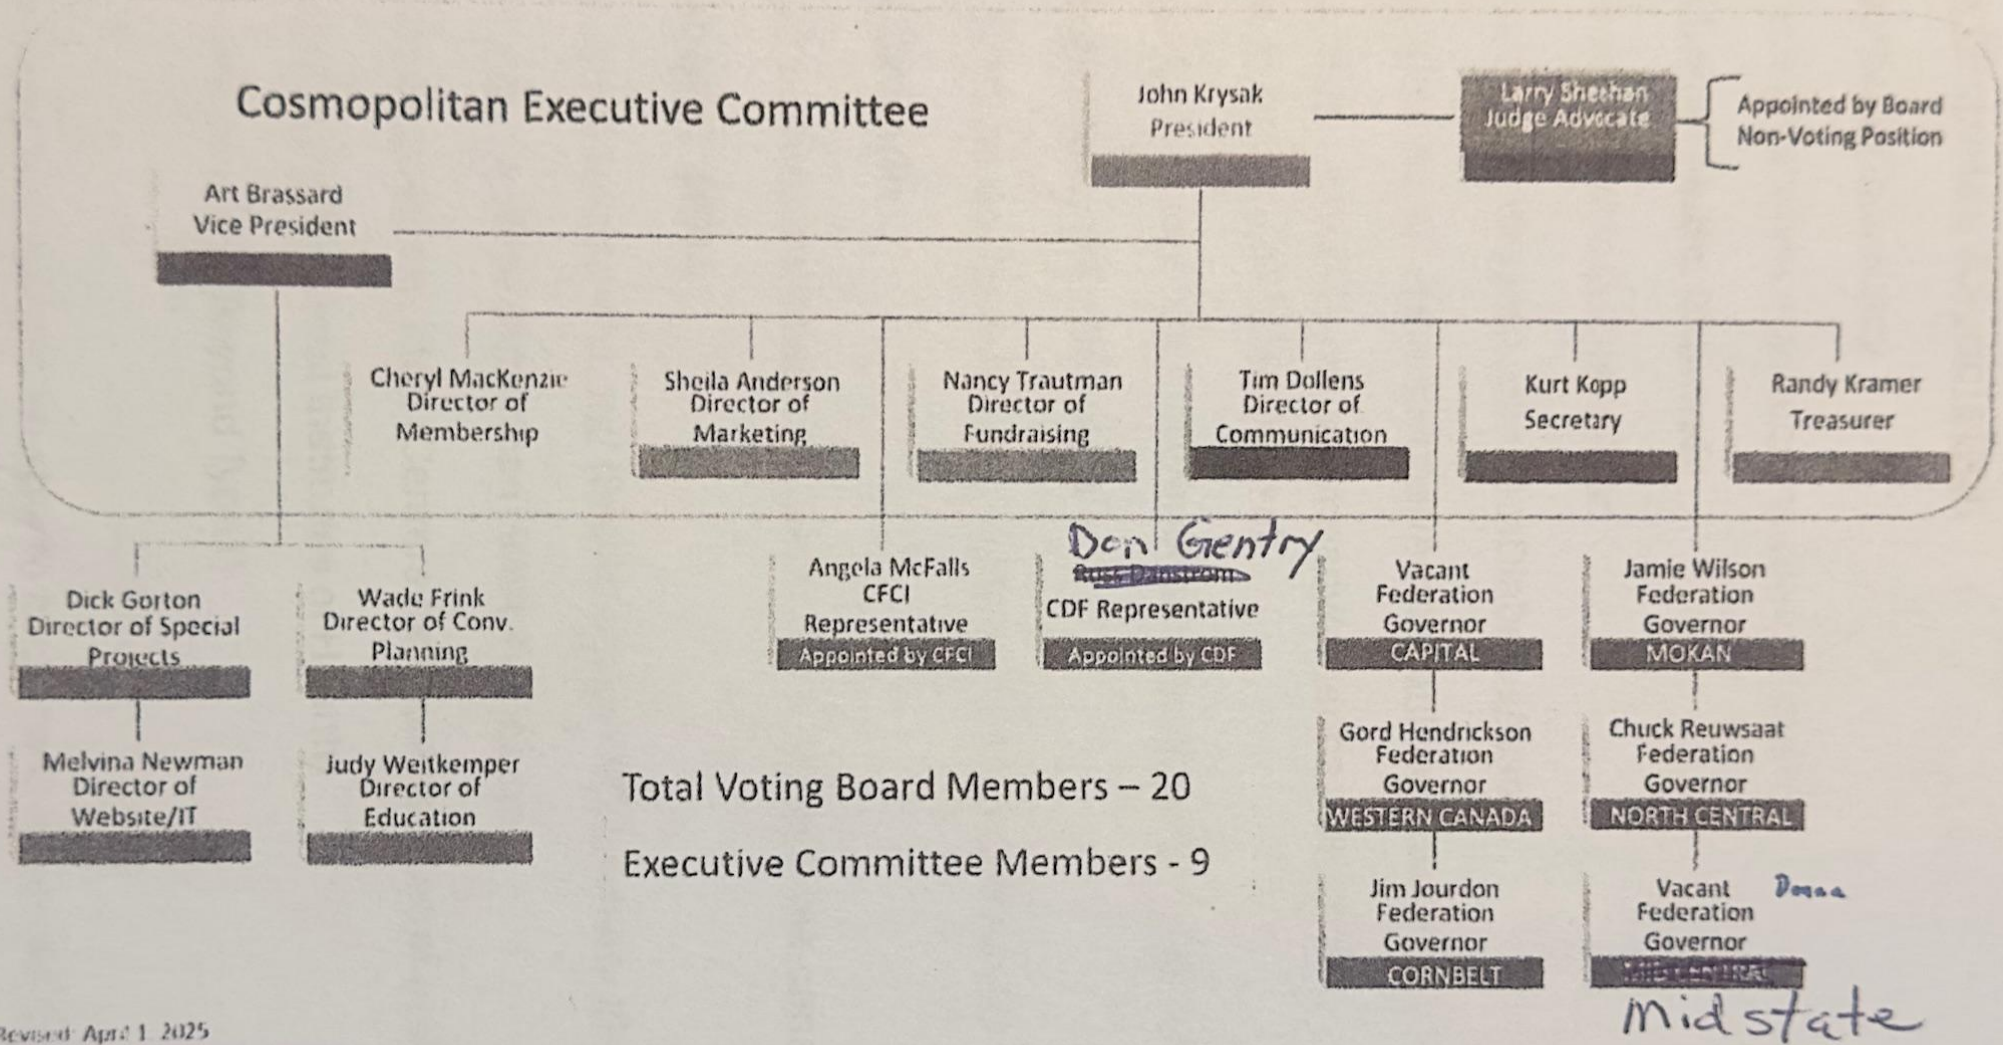 Cosmopolitan Executive Committee
John Krysak
President
Larry Sheehan
Judge Advocate
Appointed by Board
Non-Voting Position
Art Brassard
Vice President
Cheryl MacKenzie
Director of
Membership
Sheila Anderson
Director of
Marketing
Nancy Trautman
Director of
Fundraising
Tim Dollens
Director of
Communication
Kurt Kopp
Secretary
Randy Kramer
Treasurer
Dick Gorton
Director of Special
Projects
Wade Frink
Director of Conv.
Planning
Angela McFalls
CFCI
Representative
Appointed by CFCI
Don Gentry
CDF Representative
Appointed by CDF
Vacant
Federation
Governor
CAPITAL
Jamie Wilson
Federation
Governor
MOKAN
Melvina Newman
Director of
Website/IT
Judy Weitkemper
Director of
Education
Total Voting Board Members – 20
Executive Committee Members - 9
Gord Hendrickson
Federation
Governor
WESTERN CANADA
Chuck Reuwsaat
Federation
Governor
NORTH CENTRAL
Jim Jourdon
Federation
Governor
CORNBELT
Vacant Donna
Federation
Governor
Midstate
Revised: April 1, 2025